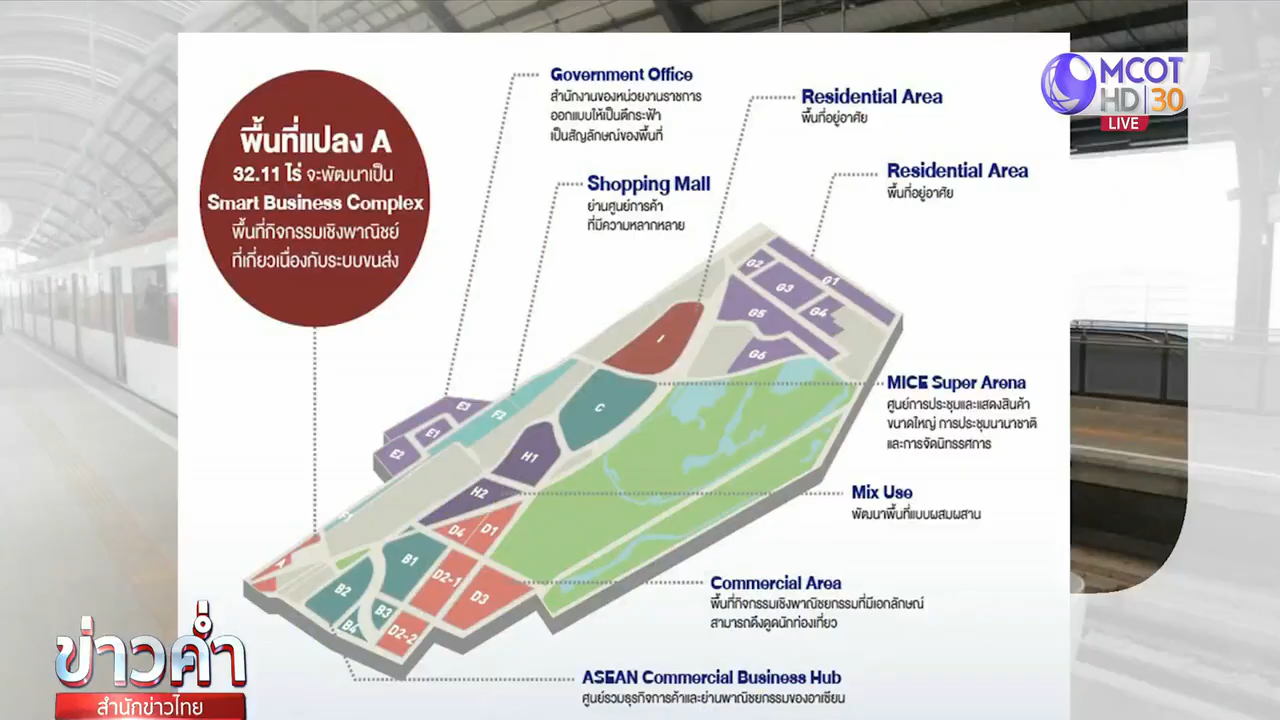 พื้นที่แปลง A
32.11 ไร่ จะพัฒนาเป็น
Smart Business Complex
พื้นที่กิจกรรมเชิงพาณิชย์
ที่เกี่ยวเนื่องกับระบบขนส่ง
Government Office
สำนักงานของหน่วยงานราชการ
ออกแบบให้เป็นตึกระฟ้า
เป็นสัญลักษณ์ของพื้นที่
Shopping Mall
ย่านศูนย์การค้า
ที่มีความหลากหลาย
Residential Area
พื้นที่อยู่อาศัย
Residential Area
พื้นที่อยู่อาศัย
MCOT
HD 30
LIVE
G2
G1
G3
G4
G5
G6
I
C
E3
F2
E1
E2
H1
H2
F1
D4
D1
A
B1
D2-1
B2
D3
B3
B4
D2-2
MICE Super Arena
ศูนย์การประชุมและแสดงสินค้า
ขนาดใหญ่ การประชุมนานาชาติ
และการจัดนิทรรศการ
Mix Use
พัฒนาพื้นที่แบบผสมผสาน
Commercial Area
พื้นที่กิจกรรมเชิงพาณิชยกรรมที่มีเอกลักษณ์
สามารถดึงดูดนักท่องเที่ยว
ASEAN Commercial Business Hub
ศูนย์รวมธุรกิจการค้าและย่านพาณิชยกรรมของอาเซียน
ข่าวค่ำ
สำนักข่าวไทย